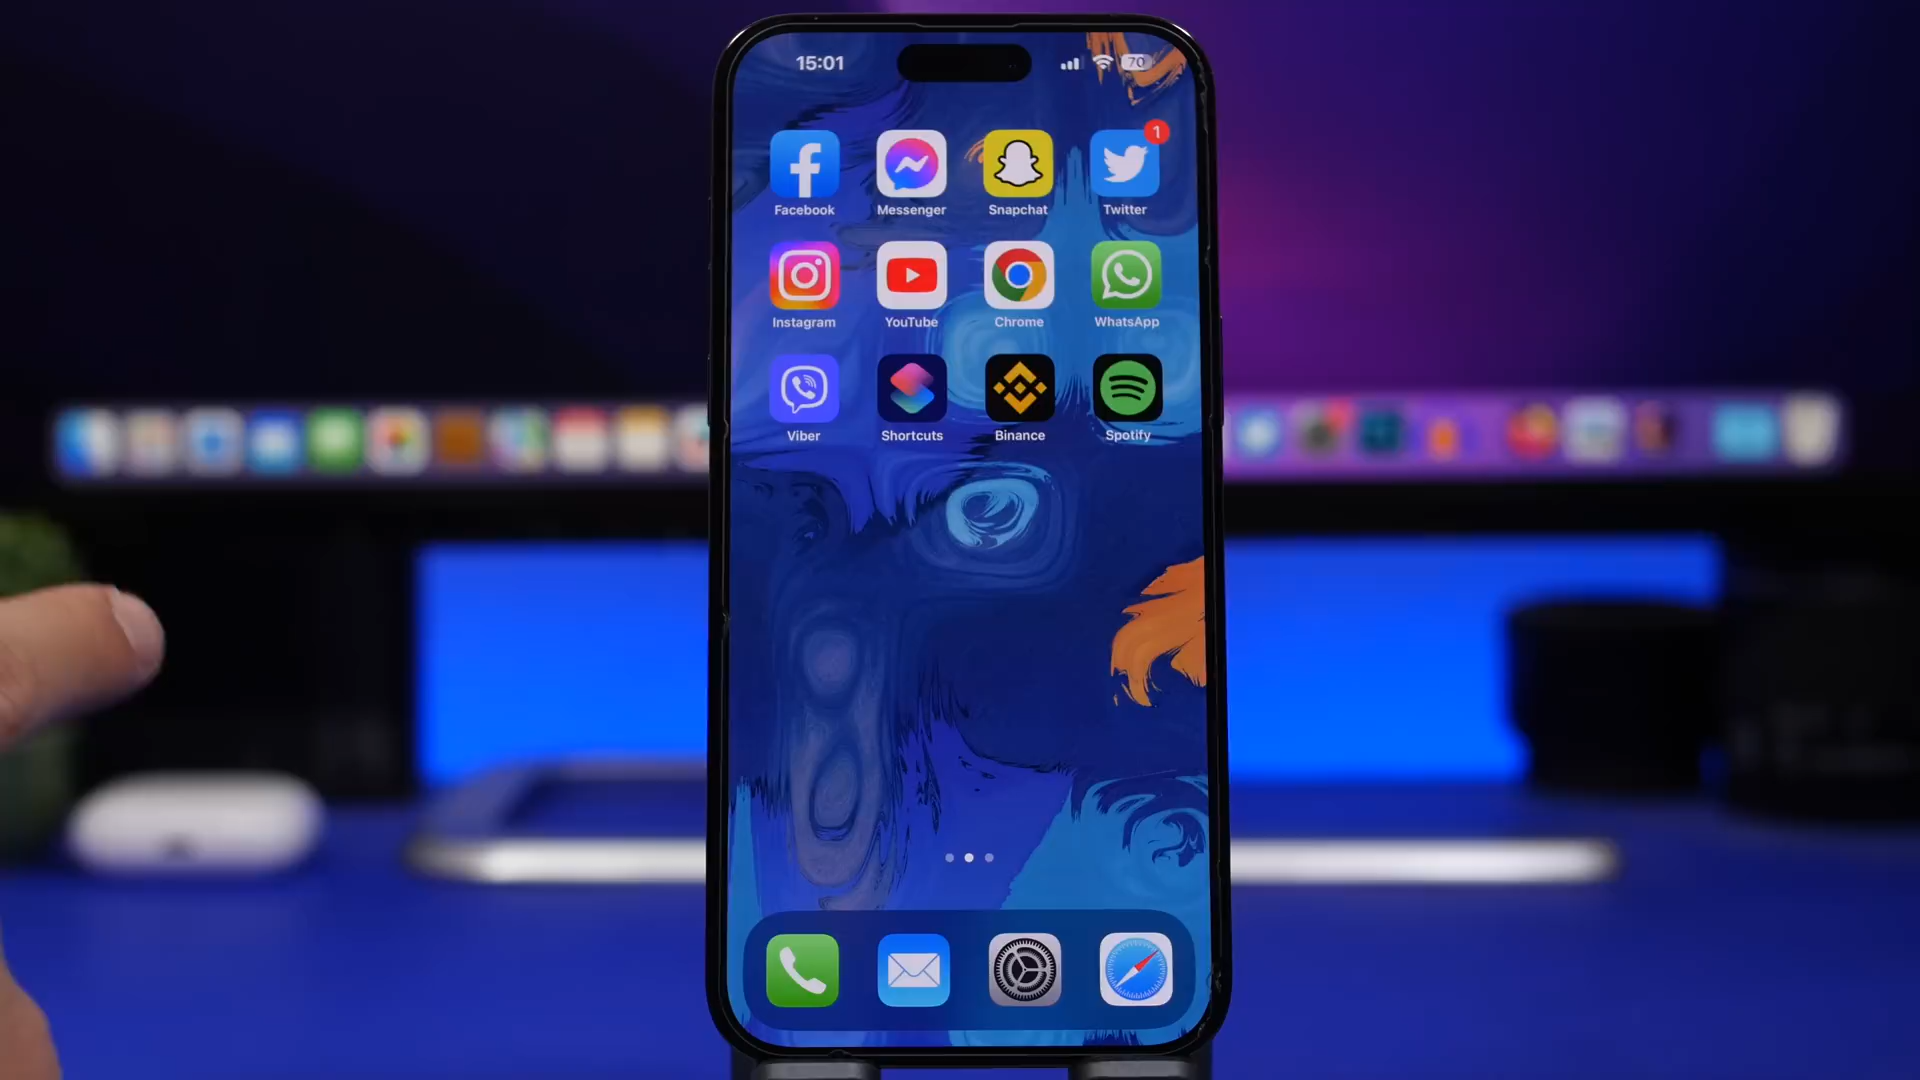 15:01
70
1
Facebook Messenger Snapchat Twitter
Instagram YouTube Chrome WhatsApp
Viber Shortcuts Binance Spotify